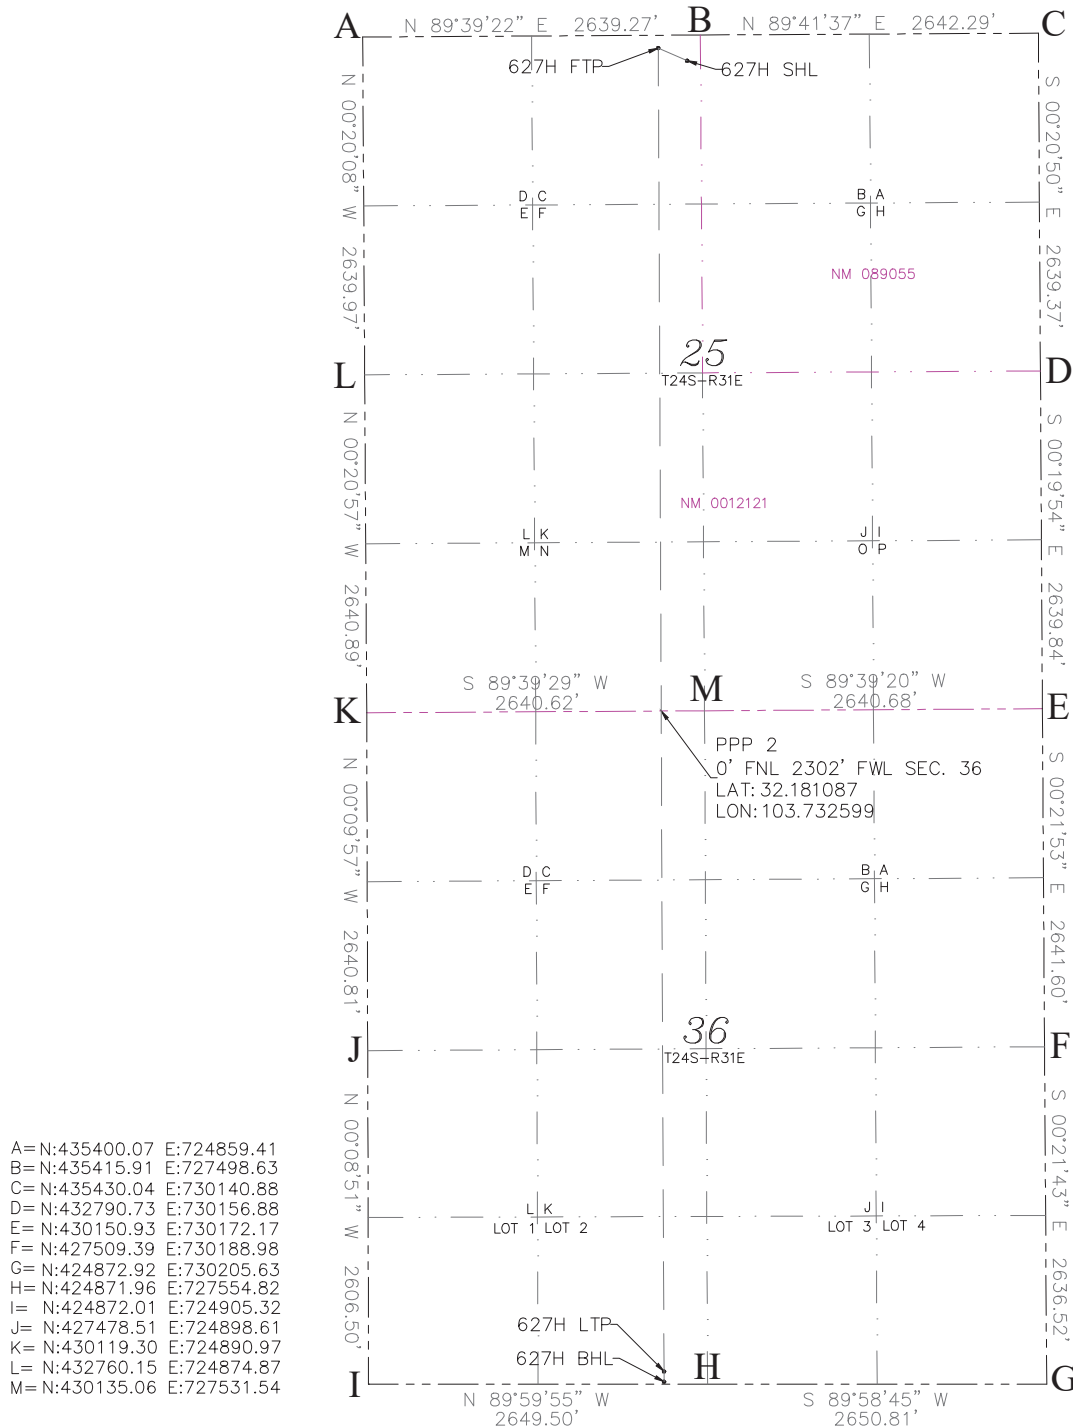 A N 89°39'22" E 2639.27' B N 89°41'37" E 2642.29' C
627H FTP 627H SHL
N 00°20'08" W 2639.97'
S 00°20'50" E 2639.37'
D C B A
E F G H
NM 089055
25
T24S-R31E
L D
N 00°20'57" W 2640.89'
S 00°19'54" E 2639.84'
NM 0012121
L K J I
M N O P
S 89°39'29" W S 89°39'20" W
2640.62' 2640.68'
K M E
PPP 2
0' FNL 2302' FWL SEC. 36
LAT: 32.181087
LON: 103.732599
N 00°09'57" W 2640.81'
S 00°21'53" E 2641.60'
D C B A
E F G H
36
T24S-R31E
J F
N 00°08'51" W 2606.50'
S 00°21'43" E 2636.52'
L K J I
LOT 1 LOT 2 LOT 3 LOT 4
627H LTP
627H BHL
I H G
N 89°59'55" W S 89°58'45" W
2649.50' 2650.81'
A= N:435400.07 E:724859.41
B= N:435415.91 E:727498.63
C= N:435430.04 E:730140.88
D= N:432790.73 E:730156.88
E= N:430150.93 E:730172.17
F= N:427509.39 E:730188.98
G= N:424872.92 E:730205.63
H= N:424871.96 E:727554.82
I= N:424872.01 E:724905.32
J= N:427478.51 E:724898.61
K= N:430119.30 E:724890.97
L= N:432760.15 E:724874.87
M= N:430135.06 E:727531.54